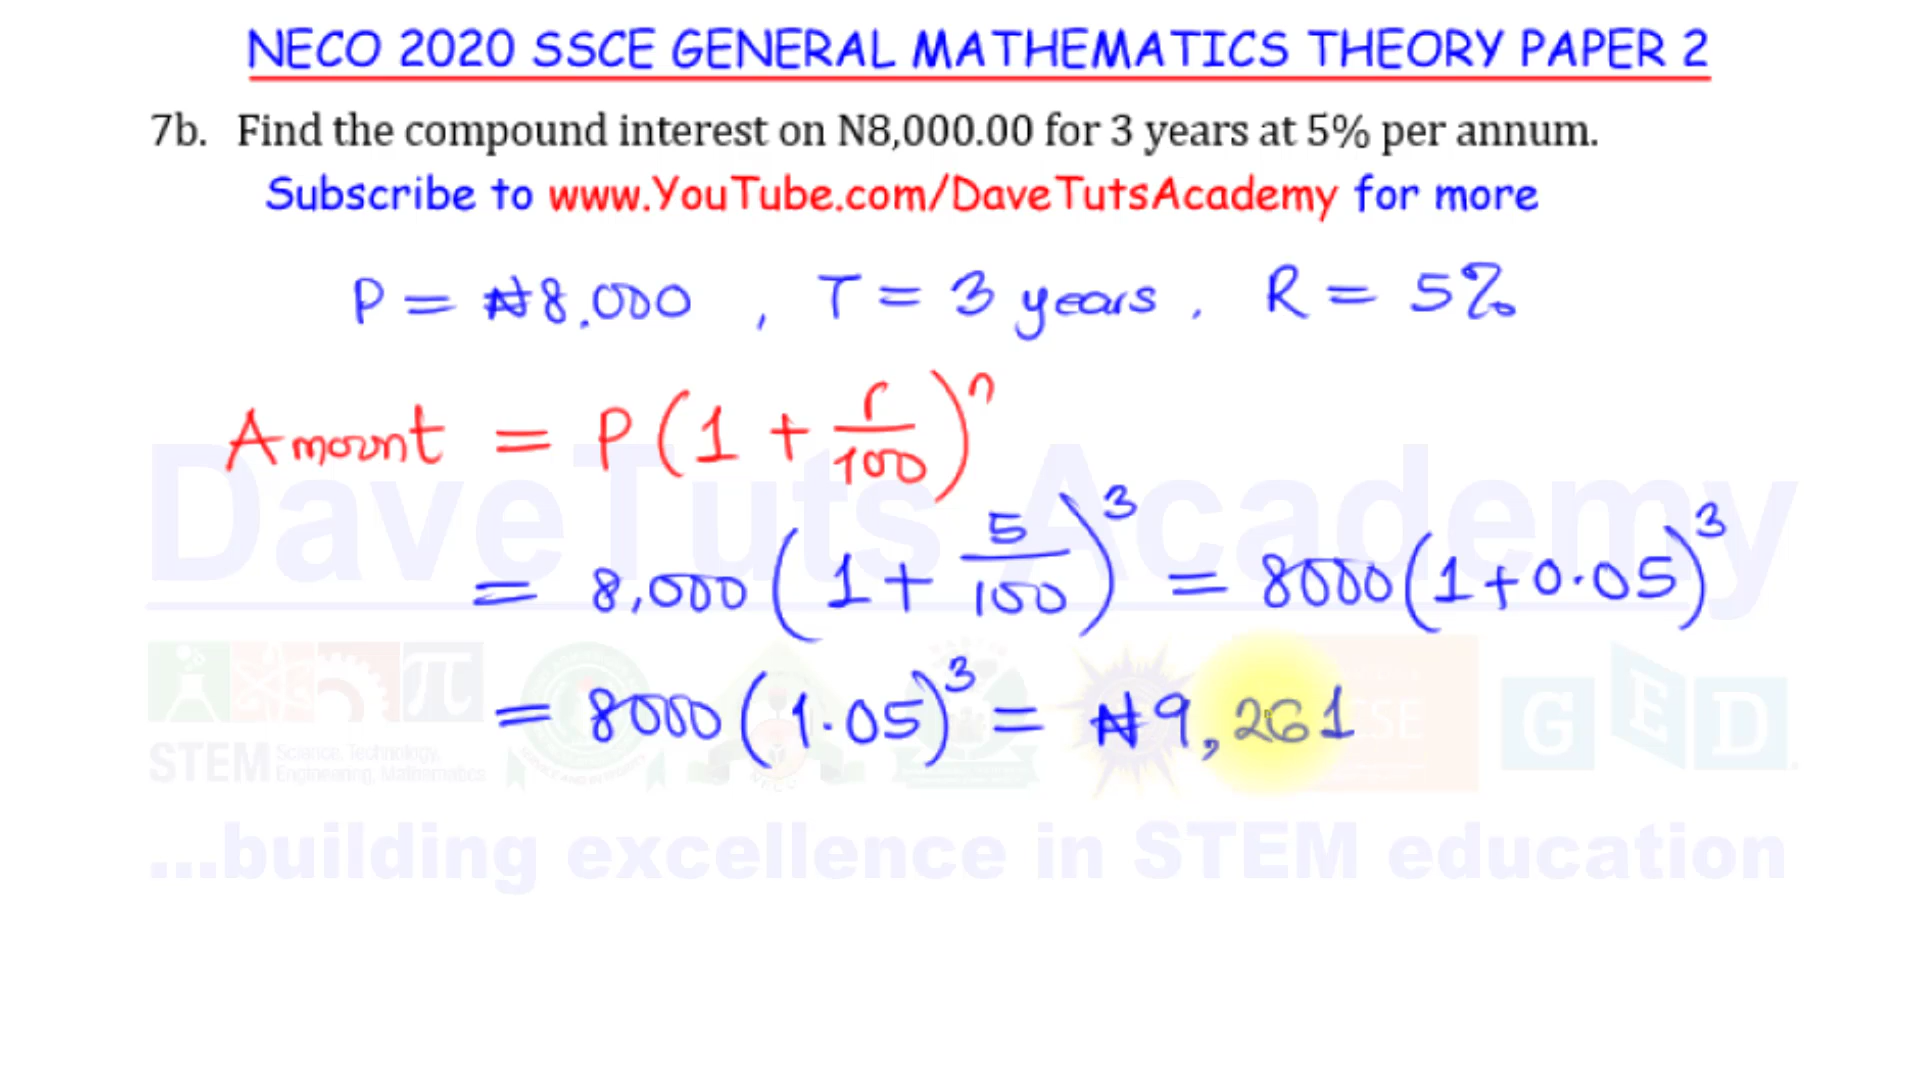 NECO 2020 SSCE GENERAL MATHEMATICS THEORY PAPER 2
7b. Find the compound interest on N8,000.00 for 3 years at 5% per annum.
Subscribe to www.YouTube.com/DaveTutsAcademy for more
P = ₦8,000 , T = 3 years , R = 5%
Amount = P(1 + r/100)^n
DaveTuts Academy
= 8,000(1 + 5/100)^3 = 8000(1+0.05)^3
= 8000(1.05)^3 = ₦9,261
STEM Science, Technology, Engineering, Mathematics
GED
...building excellence in STEM education